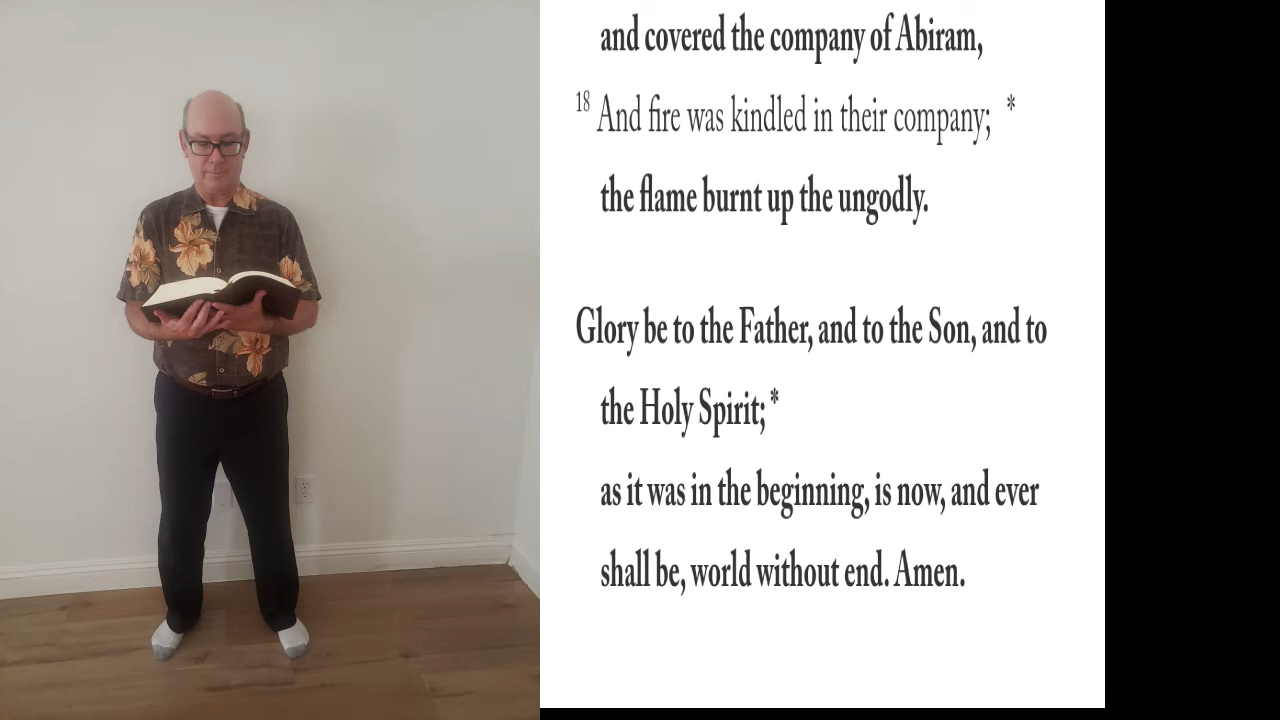 and covered the company of Abiram,
18 And fire was kindled in their company; *
the flame burnt up the ungodly.
Glory be to the Father, and to the Son, and to
the Holy Spirit; *
as it was in the beginning, is now, and ever
shall be, world without end. Amen.